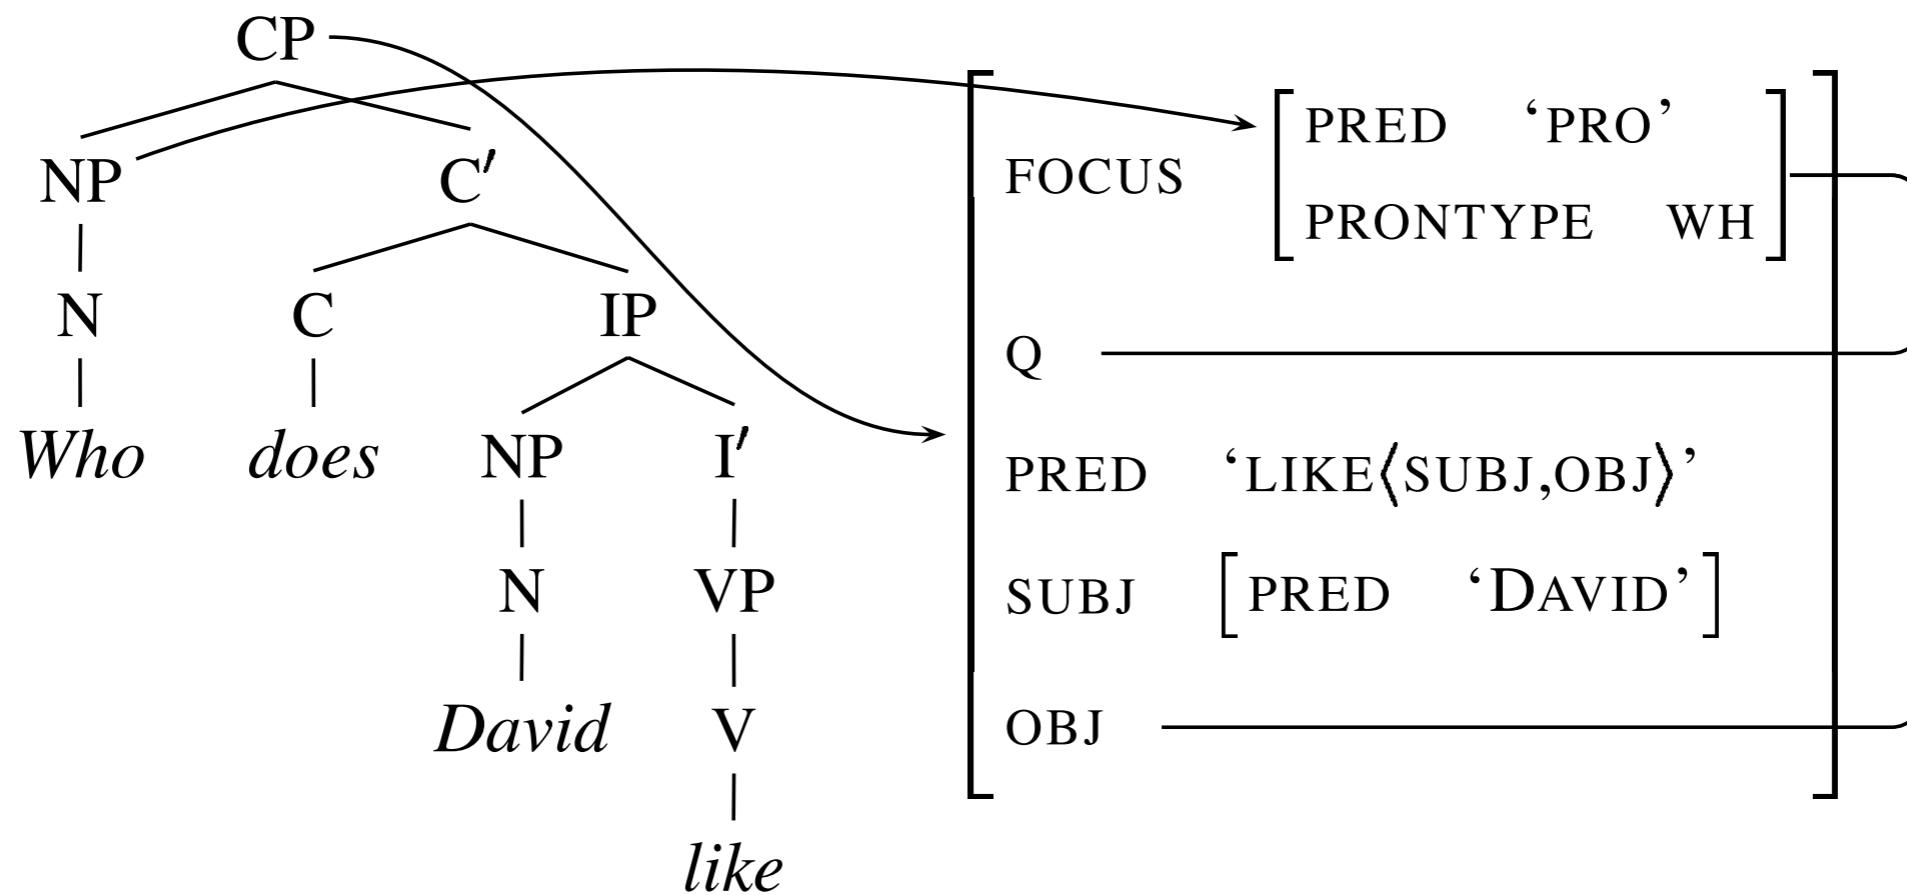 CP
NP C′
N C IP
Who does NP I′
N VP
David V
like
PRED ‘PRO’
FOCUS
PRONTYPE WH
Q
PRED ‘LIKE⟨SUBJ,OBJ⟩’
SUBJ [PRED ‘DAVID’]
OBJ